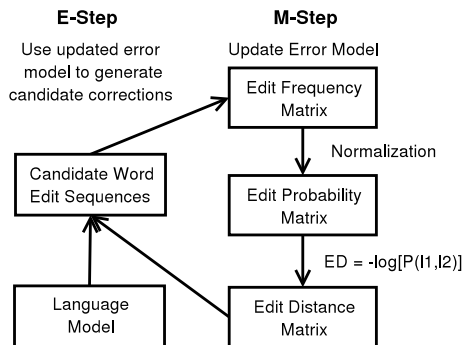 E-Step
Use updated error
model to generate
candidate corrections
M-Step
Update Error Model
Edit Frequency
Matrix
Normalization
Candidate Word
Edit Sequences
Edit Probability
Matrix
ED = -log[P(l1,l2)]
Language
Model
Edit Distance
Matrix